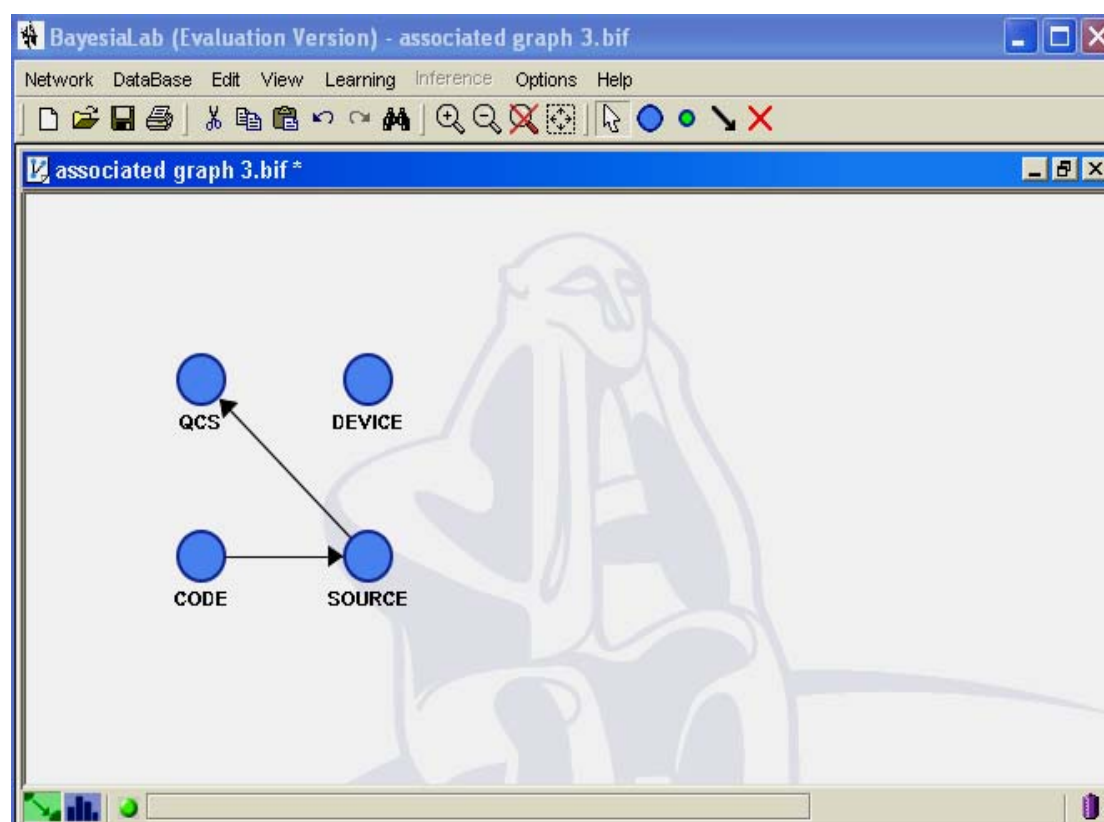 BayesiaLab (Evaluation Version) - associated graph 3.bif
Network DataBase Edit View Learning Inference Options Help
associated graph 3.bif *
QCS DEVICE
CODE SOURCE